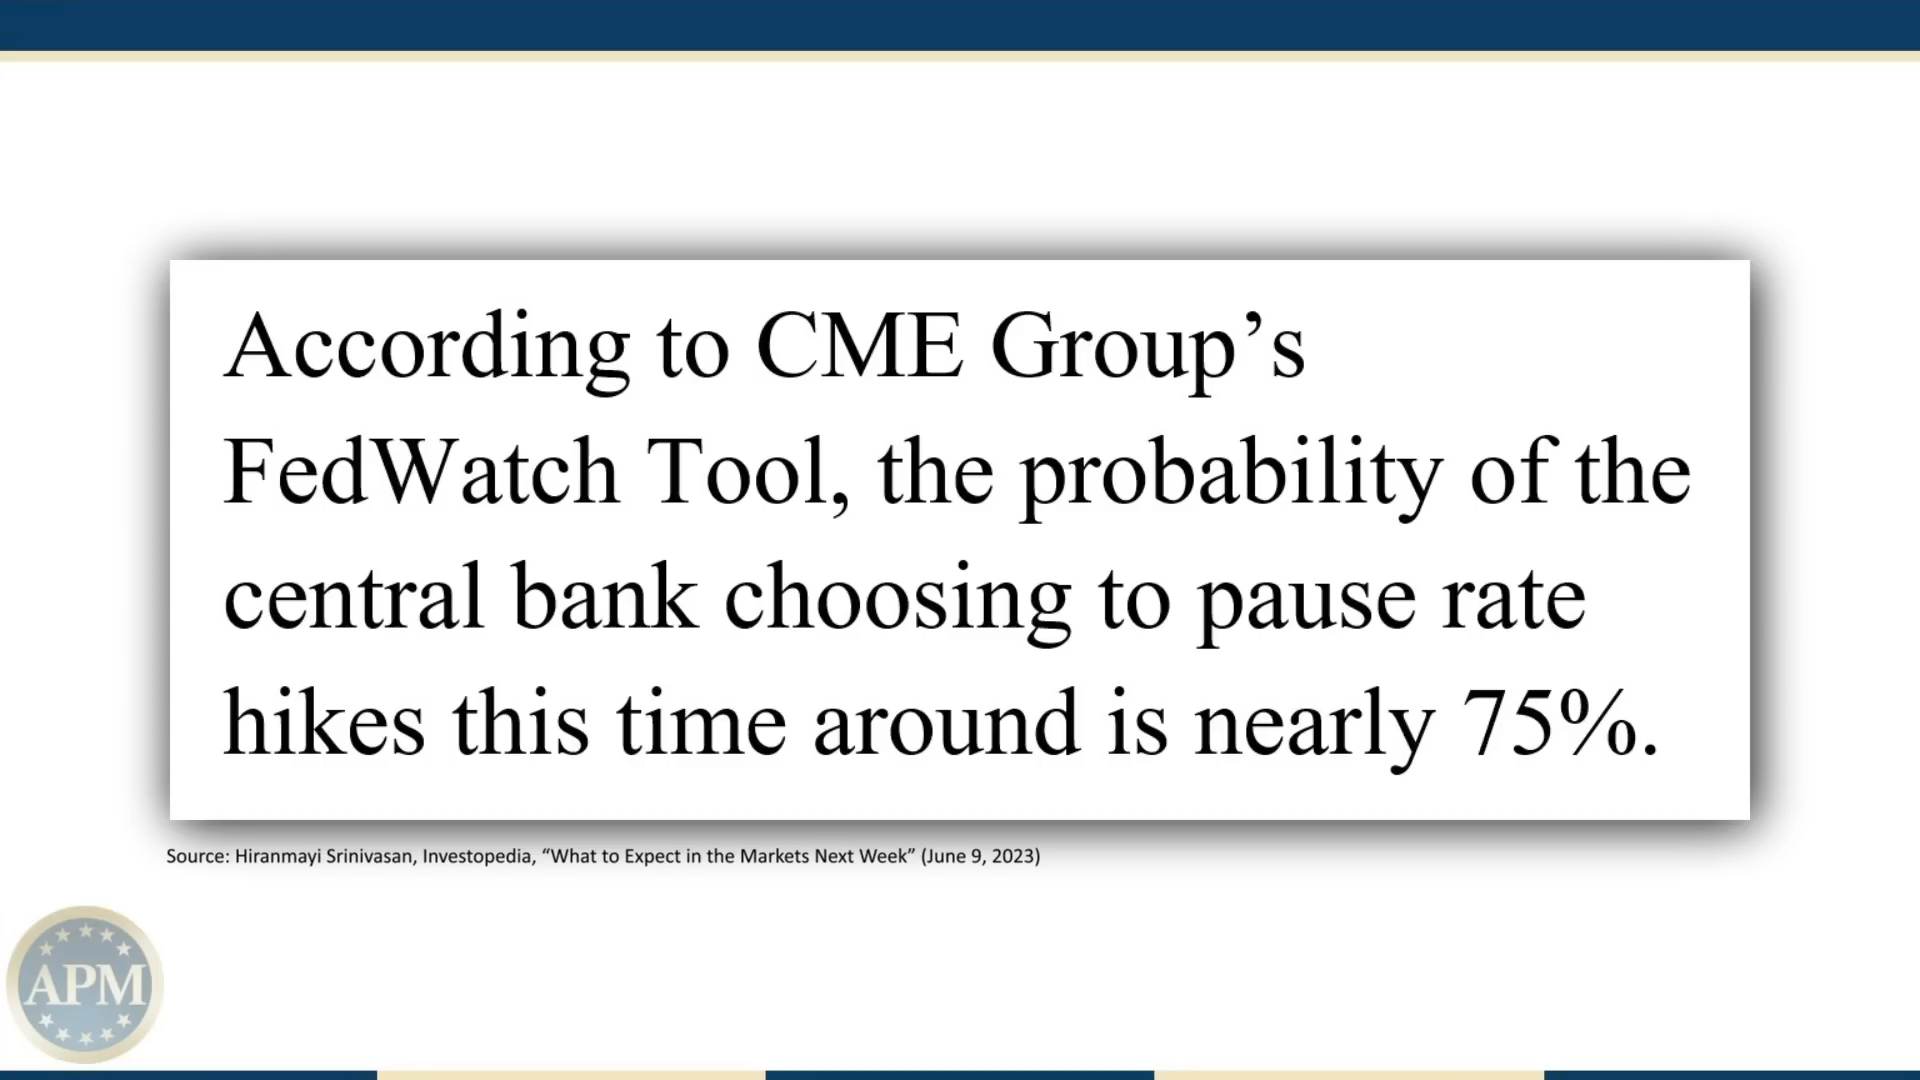 According to CME Group’s
FedWatch Tool, the probability of the
central bank choosing to pause rate
hikes this time around is nearly 75%.
Source: Hiranmayi Srinivasan, Investopedia, “What to Expect in the Markets Next Week” (June 9, 2023)
APM